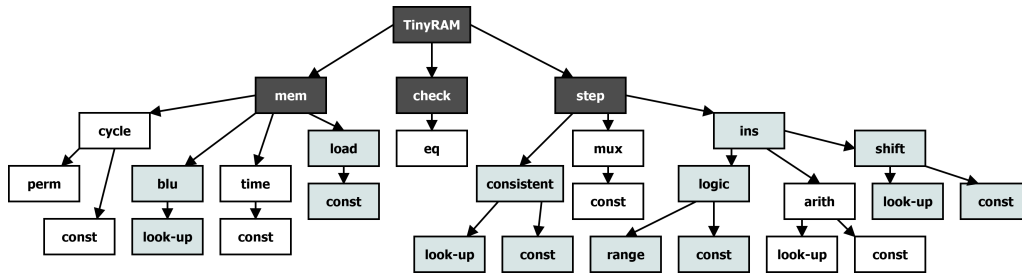 TinyRAM
mem
check
step
cycle
eq
mux
ins
load
shift
perm
blu
time
consistent
logic
const
const
arith
look-up
const
const
look-up
const
look-up
const
range
const
look-up
const